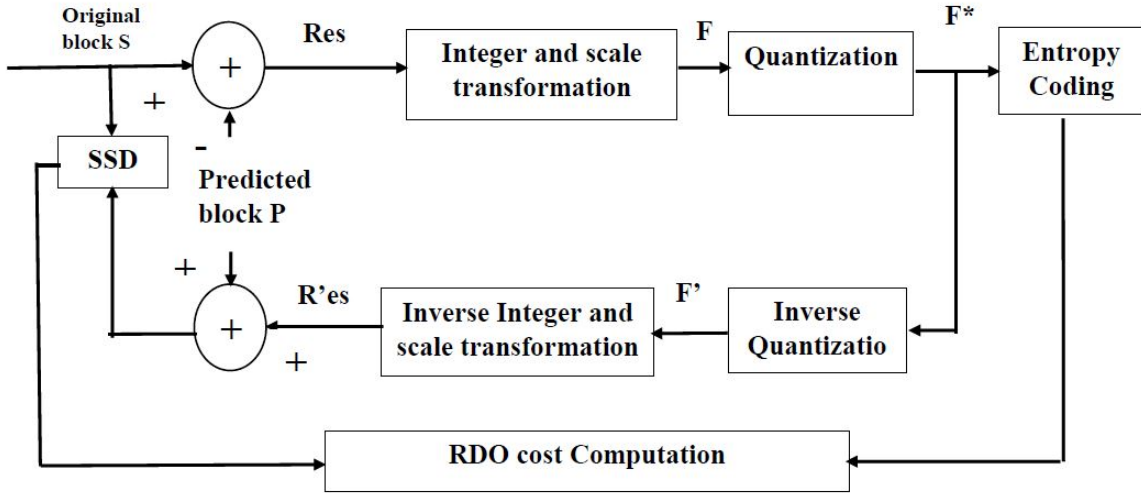 Original
block S
Res
F
F*
+
Integer and scale
transformation
Quantization
Entropy
Coding
+
SSD
-
Predicted
block P
+
R’es
F’
+
Inverse Integer and
scale transformation
Inverse
Quantizatio
+
RDO cost Computation